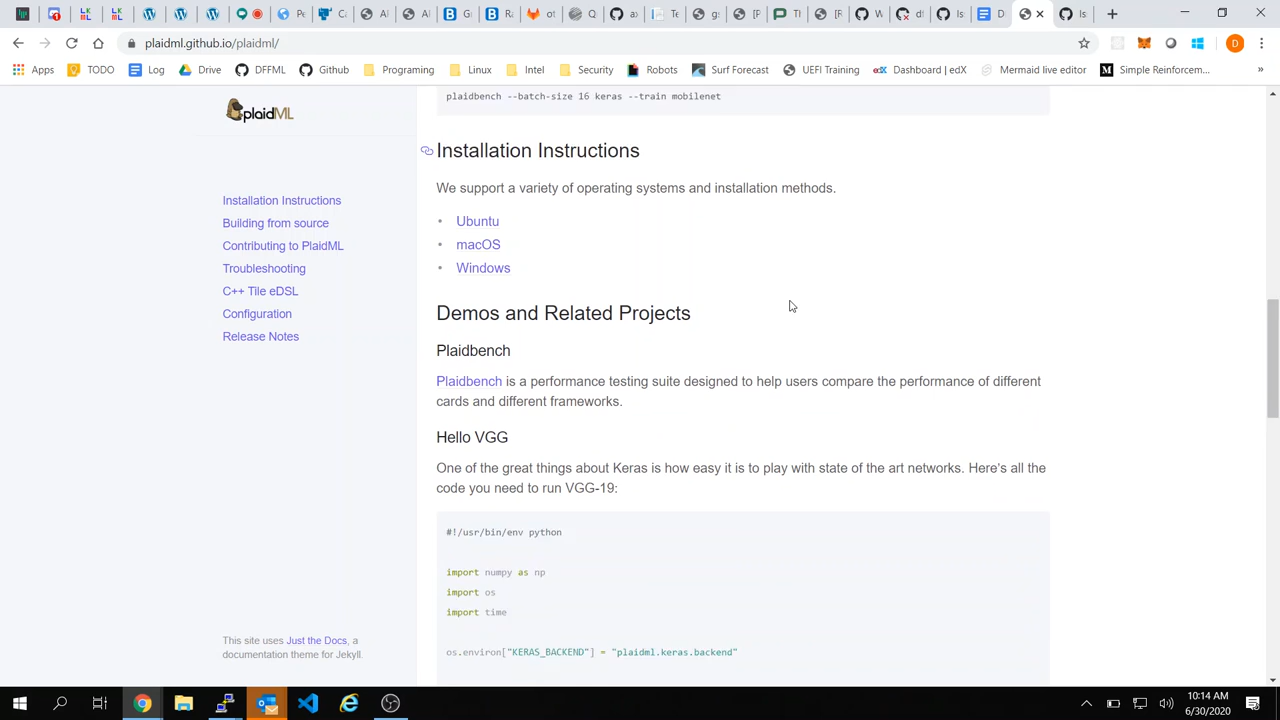 plaidml.github.io/plaidml/
Apps TODO Log Drive DFFML Github Programing Linux Intel Security Robots Surf Forecast UEFI Training Dashboard | edX Mermaid live editor Simple Reinforcem... »
plaidML
Installation Instructions
Building from source
Contributing to PlaidML
Troubleshooting
C++ Tile eDSL
Configuration
Release Notes
This site uses Just the Docs, a
documentation theme for Jekyll.
plaidbench --batch-size 16 keras --train mobilenet
Installation Instructions
We support a variety of operating systems and installation methods.
• Ubuntu
• macOS
• Windows
Demos and Related Projects
Plaidbench
Plaidbench is a performance testing suite designed to help users compare the performance of different
cards and different frameworks.
Hello VGG
One of the great things about Keras is how easy it is to play with state of the art networks. Here's all the
code you need to run VGG-19:
#!/usr/bin/env python
import numpy as np
import os
import time
os.environ["KERAS_BACKEND"] = "plaidml.keras.backend"
10:14 AM
6/30/2020